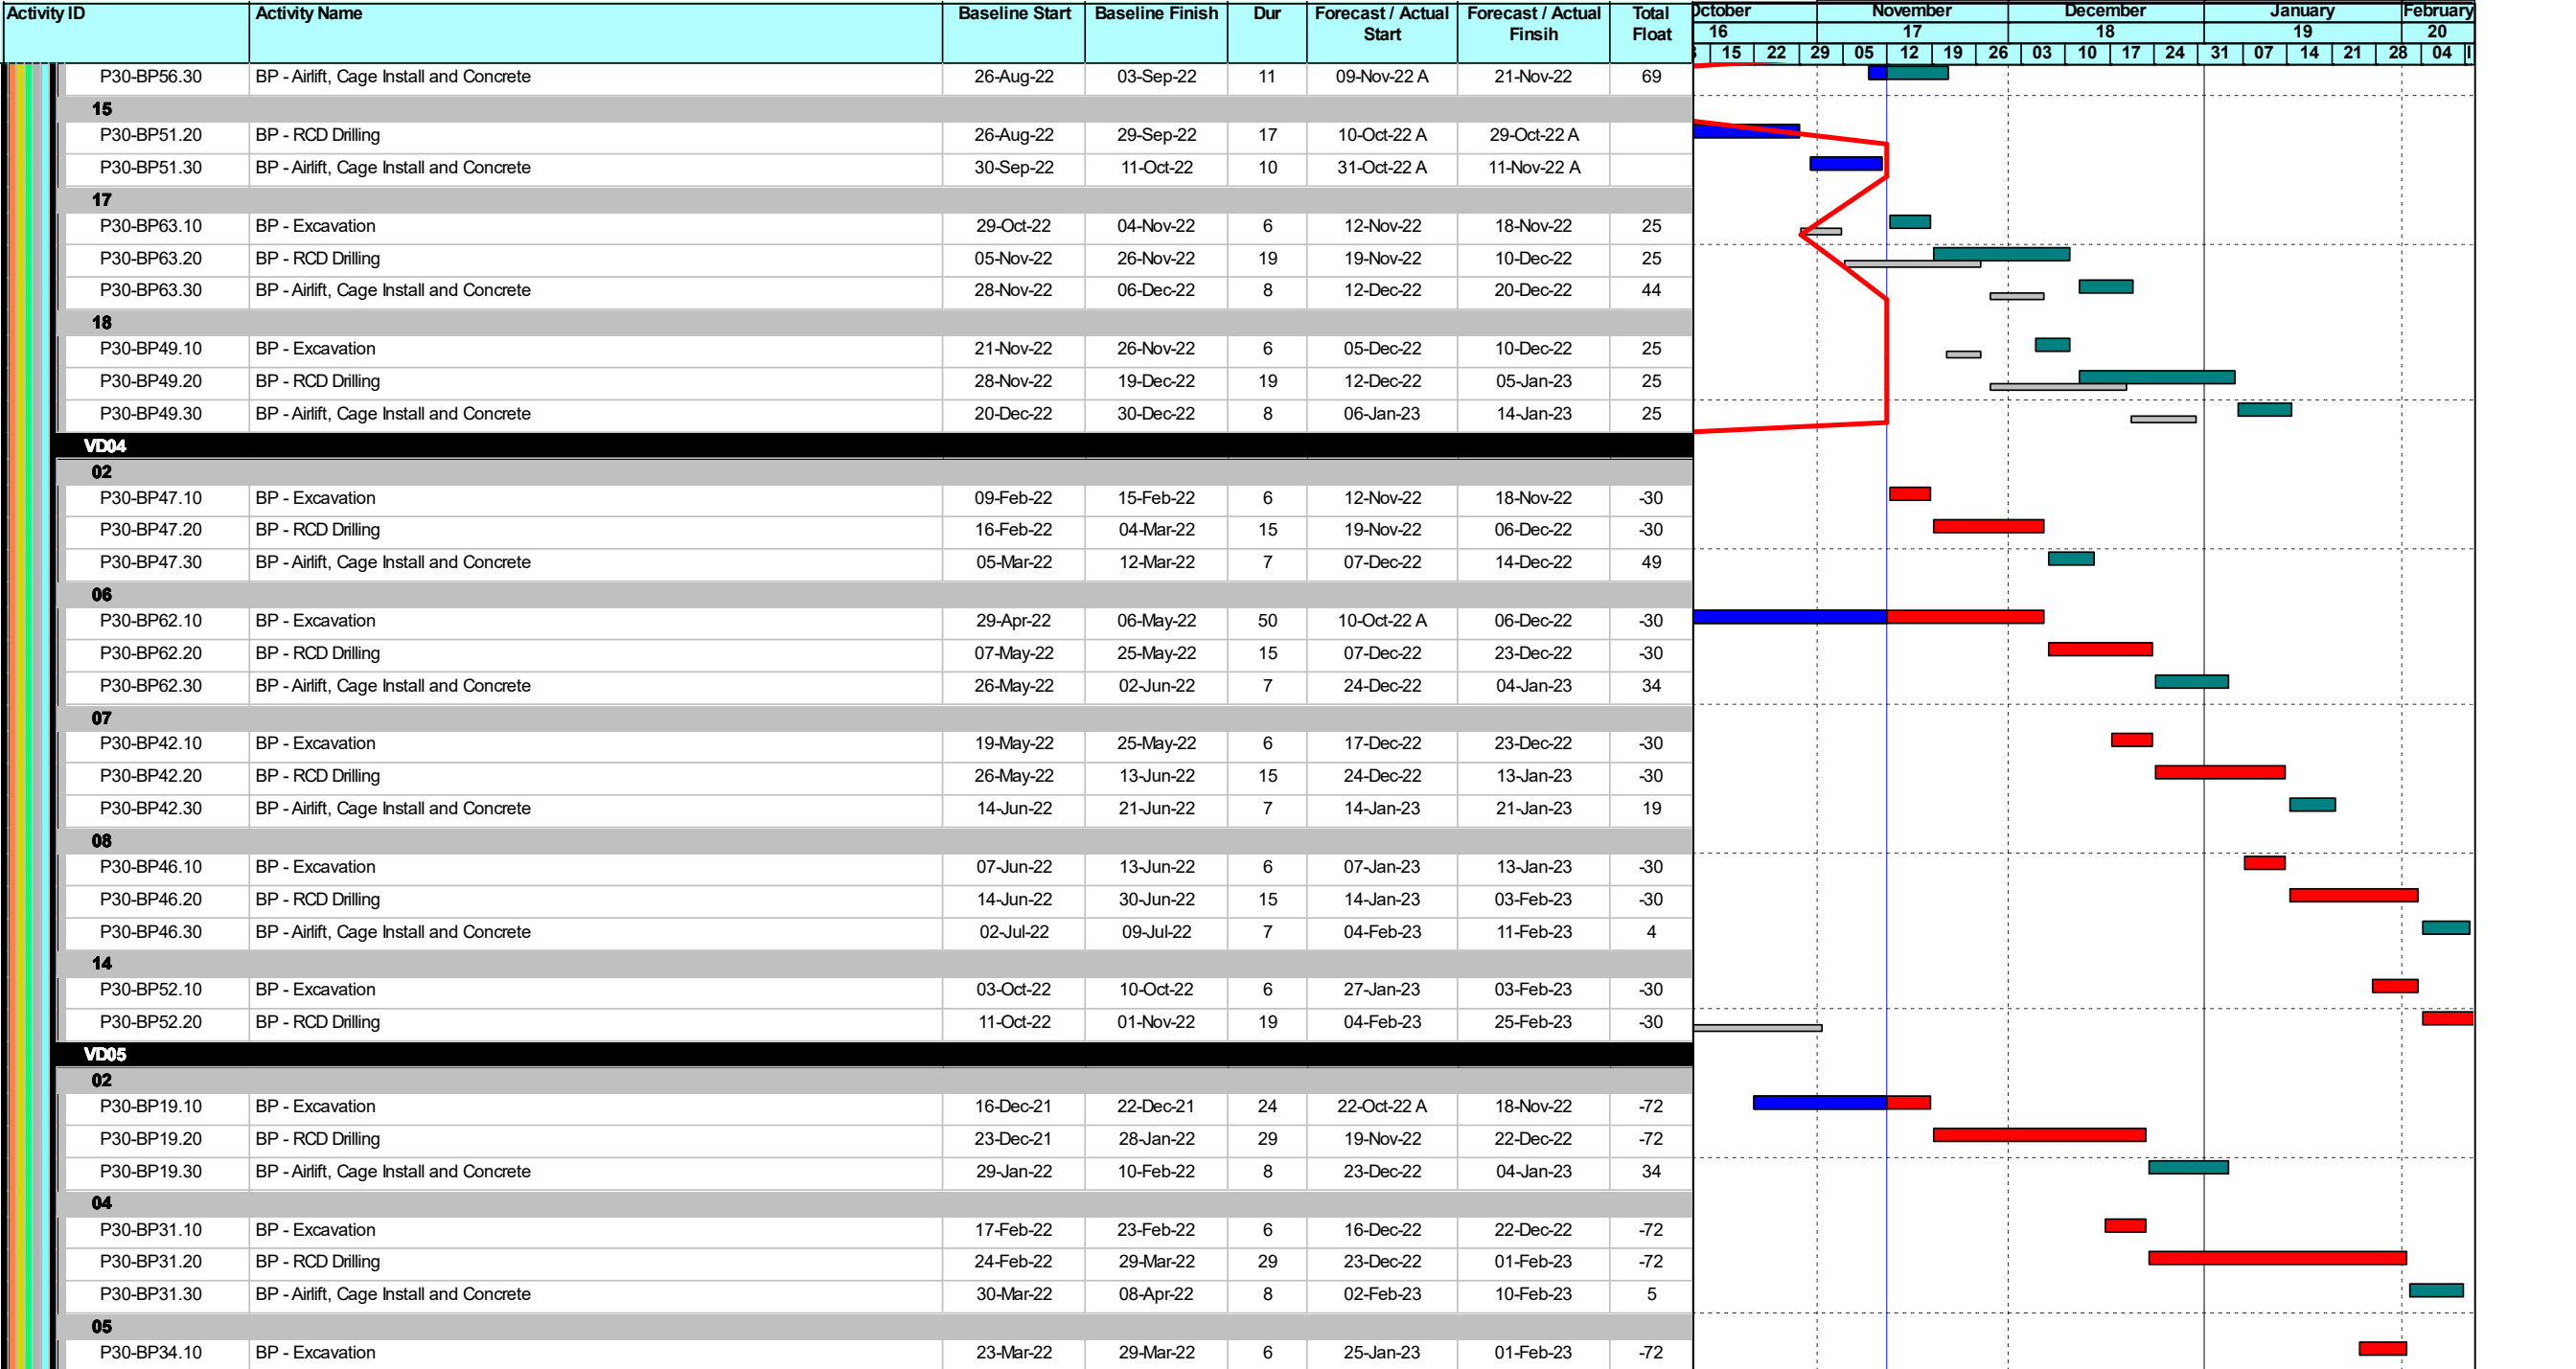 Activity ID Activity Name Baseline Start Baseline Finish Dur Forecast / Actual Start Forecast / Actual Finsih Total Float
October November December January February
16 17 18 19 20
15 22 29 05 12 19 26 03 10 17 24 31 07 14 21 28 04
P30-BP56.30 BP - Airlift, Cage Install and Concrete 26-Aug-22 03-Sep-22 11 09-Nov-22 A 21-Nov-22 69
15
P30-BP51.20 BP - RCD Drilling 26-Aug-22 29-Sep-22 17 10-Oct-22 A 29-Oct-22 A
P30-BP51.30 BP - Airlift, Cage Install and Concrete 30-Sep-22 11-Oct-22 10 31-Oct-22 A 11-Nov-22 A
17
P30-BP63.10 BP - Excavation 29-Oct-22 04-Nov-22 6 12-Nov-22 18-Nov-22 25
P30-BP63.20 BP - RCD Drilling 05-Nov-22 26-Nov-22 19 19-Nov-22 10-Dec-22 25
P30-BP63.30 BP - Airlift, Cage Install and Concrete 28-Nov-22 06-Dec-22 8 12-Dec-22 20-Dec-22 44
18
P30-BP49.10 BP - Excavation 21-Nov-22 26-Nov-22 6 05-Dec-22 10-Dec-22 25
P30-BP49.20 BP - RCD Drilling 28-Nov-22 19-Dec-22 19 12-Dec-22 05-Jan-23 25
P30-BP49.30 BP - Airlift, Cage Install and Concrete 20-Dec-22 30-Dec-22 8 06-Jan-23 14-Jan-23 25
VD04
02
P30-BP47.10 BP - Excavation 09-Feb-22 15-Feb-22 6 12-Nov-22 18-Nov-22 -30
P30-BP47.20 BP - RCD Drilling 16-Feb-22 04-Mar-22 15 19-Nov-22 06-Dec-22 -30
P30-BP47.30 BP - Airlift, Cage Install and Concrete 05-Mar-22 12-Mar-22 7 07-Dec-22 14-Dec-22 49
06
P30-BP62.10 BP - Excavation 29-Apr-22 06-May-22 50 10-Oct-22 A 06-Dec-22 -30
P30-BP62.20 BP - RCD Drilling 07-May-22 25-May-22 15 07-Dec-22 23-Dec-22 -30
P30-BP62.30 BP - Airlift, Cage Install and Concrete 26-May-22 02-Jun-22 7 24-Dec-22 04-Jan-23 34
07
P30-BP42.10 BP - Excavation 19-May-22 25-May-22 6 17-Dec-22 23-Dec-22 -30
P30-BP42.20 BP - RCD Drilling 26-May-22 13-Jun-22 15 24-Dec-22 13-Jan-23 -30
P30-BP42.30 BP - Airlift, Cage Install and Concrete 14-Jun-22 21-Jun-22 7 14-Jan-23 21-Jan-23 19
08
P30-BP46.10 BP - Excavation 07-Jun-22 13-Jun-22 6 07-Jan-23 13-Jan-23 -30
P30-BP46.20 BP - RCD Drilling 14-Jun-22 30-Jun-22 15 14-Jan-23 03-Feb-23 -30
P30-BP46.30 BP - Airlift, Cage Install and Concrete 02-Jul-22 09-Jul-22 7 04-Feb-23 11-Feb-23 4
14
P30-BP52.10 BP - Excavation 03-Oct-22 10-Oct-22 6 27-Jan-23 03-Feb-23 -30
P30-BP52.20 BP - RCD Drilling 11-Oct-22 01-Nov-22 19 04-Feb-23 25-Feb-23 -30
VD05
02
P30-BP19.10 BP - Excavation 16-Dec-21 22-Dec-21 24 22-Oct-22 A 18-Nov-22 -72
P30-BP19.20 BP - RCD Drilling 23-Dec-21 28-Jan-22 29 19-Nov-22 22-Dec-22 -72
P30-BP19.30 BP - Airlift, Cage Install and Concrete 29-Jan-22 10-Feb-22 8 23-Dec-22 04-Jan-23 34
04
P30-BP31.10 BP - Excavation 17-Feb-22 23-Feb-22 6 16-Dec-22 22-Dec-22 -72
P30-BP31.20 BP - RCD Drilling 24-Feb-22 29-Mar-22 29 23-Dec-22 01-Feb-23 -72
P30-BP31.30 BP - Airlift, Cage Install and Concrete 30-Mar-22 08-Apr-22 8 02-Feb-23 10-Feb-23 5
05
P30-BP34.10 BP - Excavation 23-Mar-22 29-Mar-22 6 25-Jan-23 01-Feb-23 -72